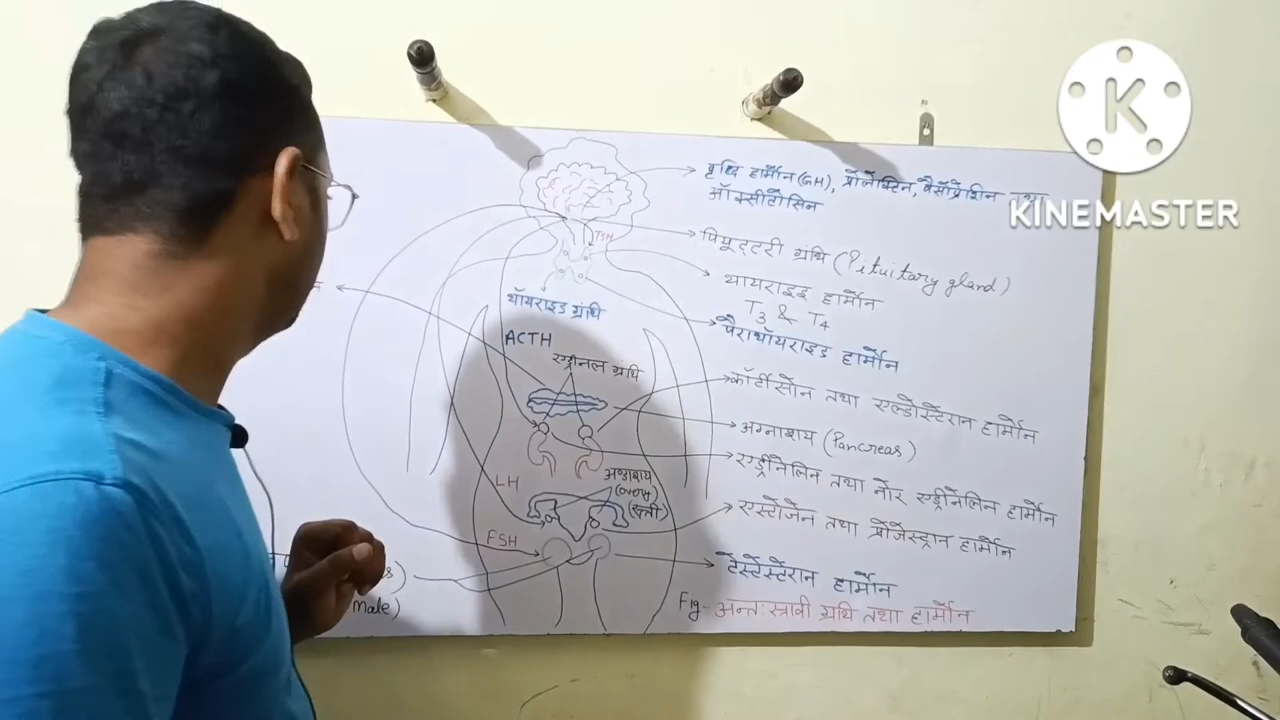 वृध्दि हार्मोन (GH), प्रोलेक्टिन, वैसोप्रेशिन तथा
ऑक्सीटोसिन
KINEMASTER
TSH
पियूट्टरी ग्रंथि (Pituitary gland)
थायराइड हार्मोन
T3 & T4
थॉयराइड ग्रंथि
पैराथॉयराइड हार्मोन
ACTH
एड्रीनल ग्रंथि
कॉर्टीसोन तथा एल्डोस्टेरान हार्मोन
अग्नाशय (Pancreas)
एड्रीनेलिन तथा नोर एड्रीनेलिन हार्मोन
LH
अण्डाशय
(overy)
(स्त्री)
एस्टोजेन तथा प्रोजेस्ट्रान हार्मोन
FSH
टेस्टेस्टेरान हार्मोन
male)
Fig- अन्तः स्त्रावी ग्रंथि तथा हार्मोन